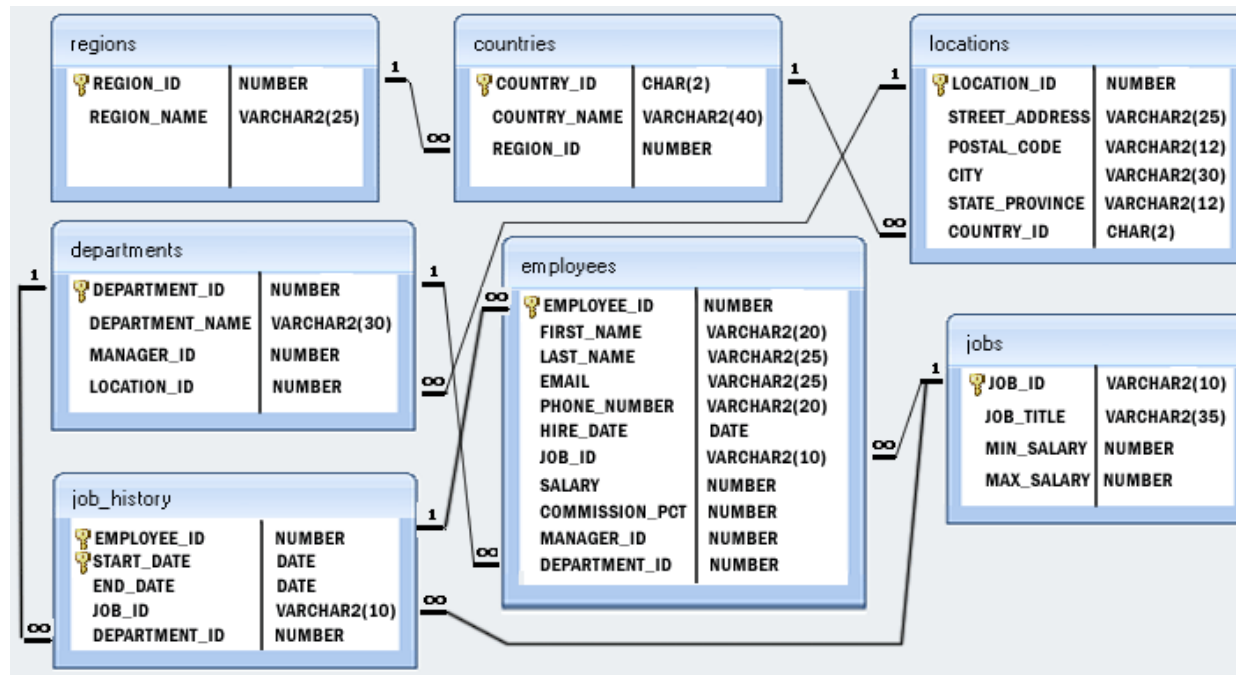 regions
REGION_ID NUMBER
REGION_NAME VARCHAR2(25)
1
∞
countries
COUNTRY_ID CHAR(2)
COUNTRY_NAME VARCHAR2(40)
REGION_ID NUMBER
1
∞
locations
1
LOCATION_ID NUMBER
STREET_ADDRESS VARCHAR2(25)
POSTAL_CODE VARCHAR2(12)
CITY VARCHAR2(30)
STATE_PROVINCE VARCHAR2(12)
COUNTRY_ID CHAR(2)
departments
1
DEPARTMENT_ID NUMBER
DEPARTMENT_NAME VARCHAR2(30)
MANAGER_ID NUMBER
LOCATION_ID NUMBER
1
∞
employees
∞
EMPLOYEE_ID NUMBER
FIRST_NAME VARCHAR2(20)
LAST_NAME VARCHAR2(25)
EMAIL VARCHAR2(25)
PHONE_NUMBER VARCHAR2(20)
HIRE_DATE DATE
JOB_ID VARCHAR2(10)
SALARY NUMBER
COMMISSION_PCT NUMBER
MANAGER_ID NUMBER
DEPARTMENT_ID NUMBER
∞
∞
jobs
1
JOB_ID VARCHAR2(10)
JOB_TITLE VARCHAR2(35)
MIN_SALARY NUMBER
MAX_SALARY NUMBER
job_history
EMPLOYEE_ID NUMBER
START_DATE DATE
END_DATE DATE
JOB_ID VARCHAR2(10)
DEPARTMENT_ID NUMBER
1
∞
∞